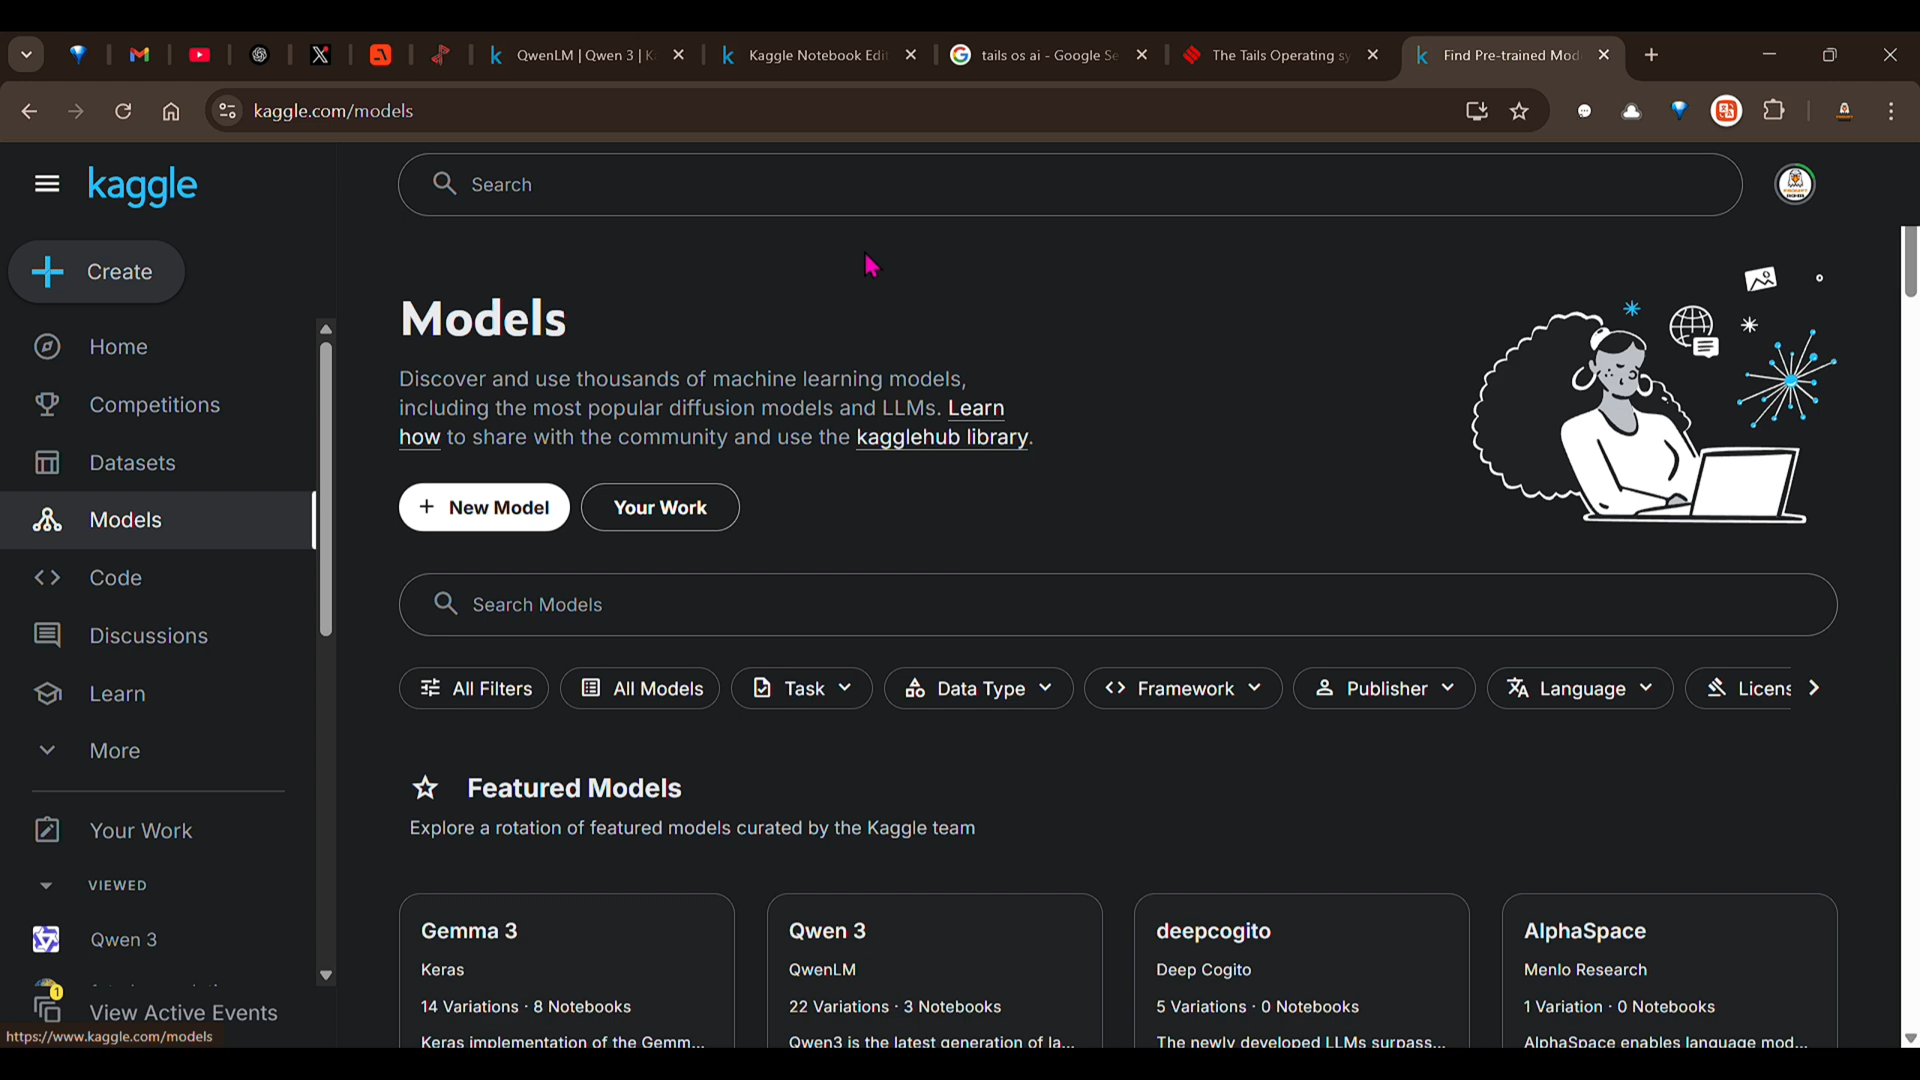 QwenLM | Qwen 3 | K
Kaggle Notebook Edit
tails os ai - Google Se
The Tails Operating sy
Find Pre-trained Mod
kaggle.com/models
kaggle
Search
Create
Home
Competitions
Datasets
Models
Code
Discussions
Learn
More
Your Work
VIEWED
Qwen 3
1
View Active Events
https://www.kaggle.com/models
Models
Discover and use thousands of machine learning models,
including the most popular diffusion models and LLMs. Learn
how to share with the community and use the kagglehub library.
+ New Model
Your Work
Search Models
All Filters
All Models
Task
Data Type
Framework
Publisher
Language
Licens
Featured Models
Explore a rotation of featured models curated by the Kaggle team
Gemma 3
Keras
14 Variations · 8 Notebooks
Keras implementation of the Gemm...
Qwen 3
QwenLM
22 Variations · 3 Notebooks
Qwen3 is the latest generation of la...
deepcogito
Deep Cogito
5 Variations · 0 Notebooks
The newly developed LLMs surpass...
AlphaSpace
Menlo Research
1 Variation · 0 Notebooks
AlphaSpace enables language mod...